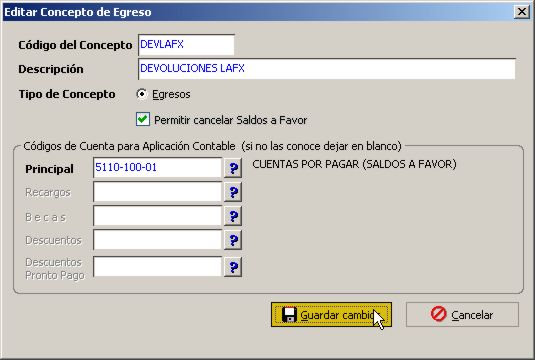 Editar Concepto de Egreso
Código del Concepto DEVLAFX
Descripción DEVOLUCIONES LAFX
Tipo de Concepto Egresos
Permitir cancelar Saldos a Favor
Códigos de Cuenta para Aplicación Contable (si no las conoce dejar en blanco)
Principal 5110-100-01 ? CUENTAS POR PAGAR (SALDOS A FAVOR)
Recargos ?
B e c a s ?
Descuentos ?
Descuentos
Pronto Pago ?
Guardar Cancelar